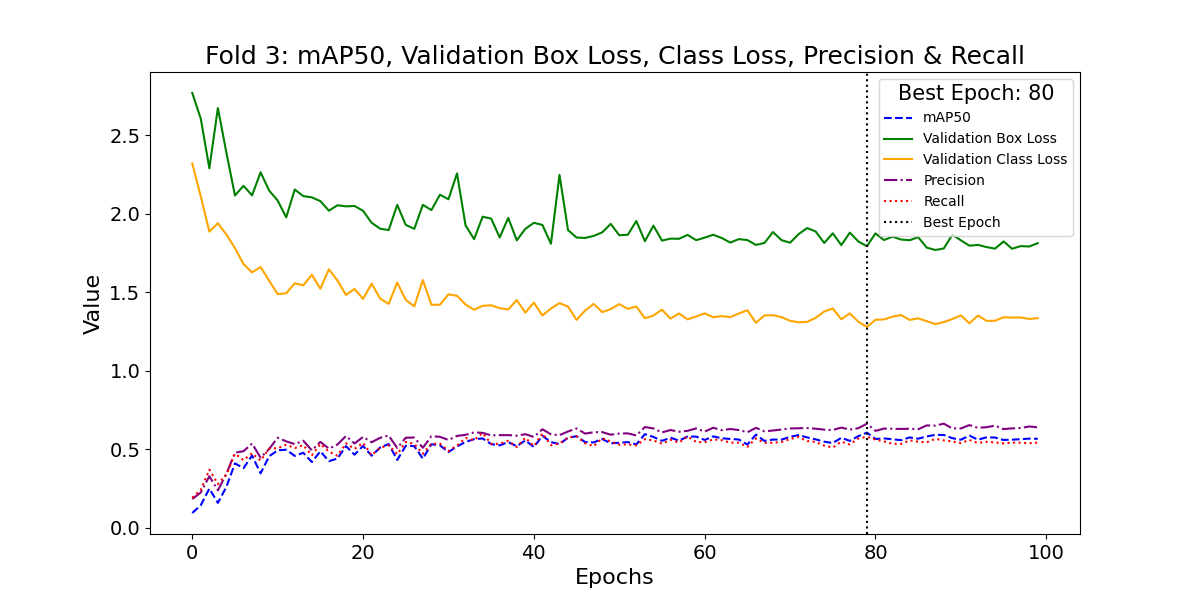 Fold 3: mAP50, Validation Box Loss, Class Loss, Precision & Recall
Best Epoch: 80
mAP50
Validation Box Loss
Validation Class Loss
Precision
Recall
Best Epoch
Value
2.5
2.0
1.5
1.0
0.5
0.0
0 20 40 60 80 100
Epochs